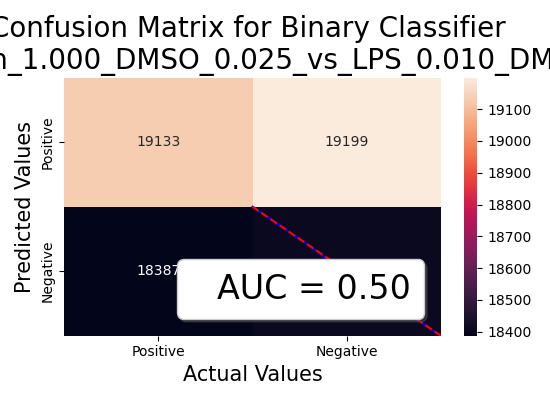 Confusion Matrix for Binary Classifier
_1.000_DMSO_0.025_vs_LPS_0.010_DM
Predicted Values
Positive
Negative
19133 19199
18387
AUC = 0.50
Positive Negative
Actual Values
19100
19000
18900
18800
18700
18600
18500
18400